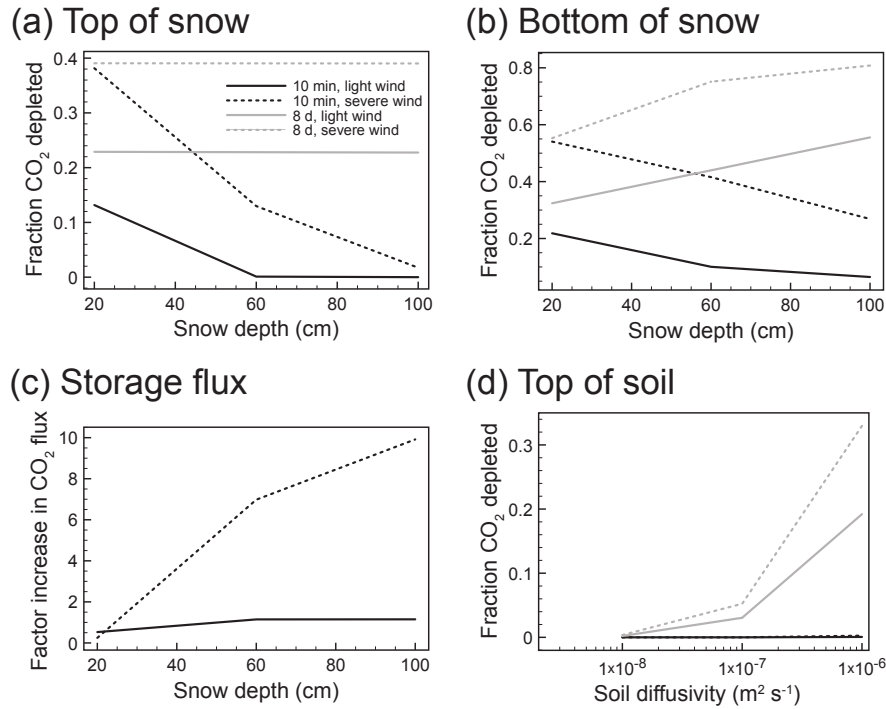 (a) Top of snow
Fraction CO₂ depleted
0.4
0.3
0.2
0.1
0
10 min, light wind
10 min, severe wind
8 d, light wind
8 d, severe wind
20 40 60 80 100
Snow depth (cm)
(b) Bottom of snow
Fraction CO₂ depleted
0.8
0.6
0.4
0.2
20 40 60 80 100
Snow depth (cm)
(c) Storage flux
Factor increase in CO₂ flux
10
8
6
4
2
0
20 40 60 80 100
Snow depth (cm)
(d) Top of soil
Fraction CO₂ depleted
0.3
0.2
0.1
0
1×10⁻⁸ 1×10⁻⁷ 1×10⁻⁶
Soil diffusivity (m² s⁻¹)